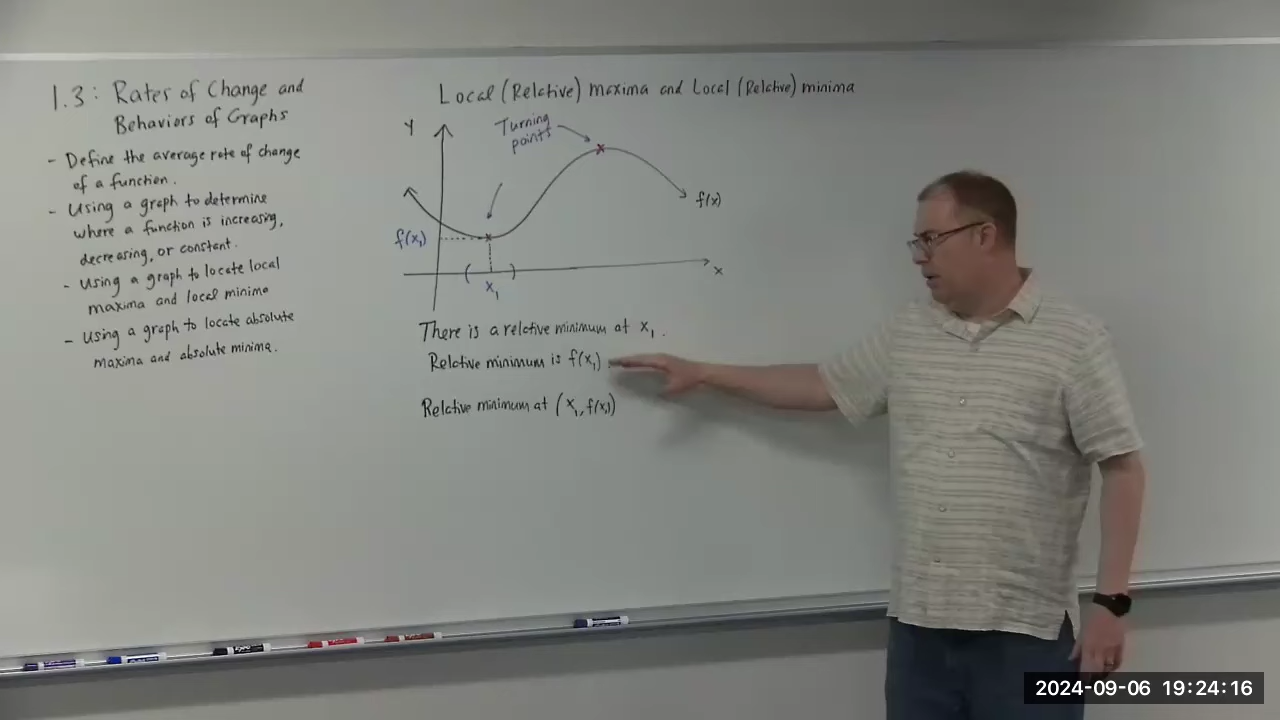 1.3: Rates of Change and
Behaviors of Graphs
- Define the average rate of change
of a function.
- Using a graph to determine
where a function is increasing,
decreasing, or constant.
- Using a graph to locate local
maxima and local minima
- Using a graph to locate absolute
maxima and absolute minima.
Local (Relative) maxima and Local (Relative) minima
Y
Turning
points
f(x)
f(x₁)
x
x₁
There is a relative minimum at x₁.
Relative minimum is f(x₁)
Relative minimum at (x₁, f(x₁))
2024-09-06 19:24:16